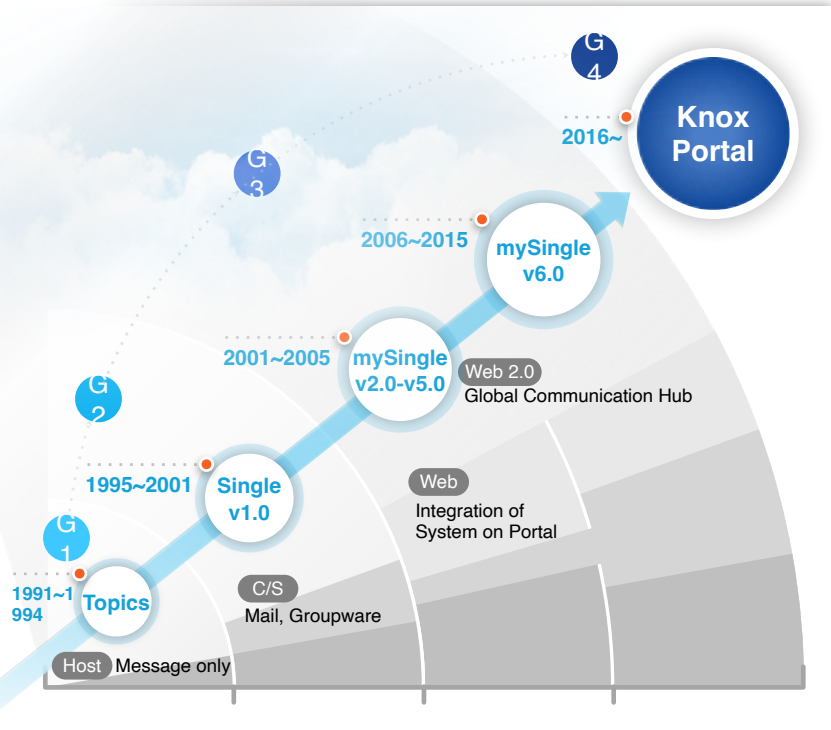 G
4
Knox
Portal
2016~
G
3
2006~2015
mySingle
v6.0
2001~2005
mySingle
v2.0-v5.0
Web 2.0
Global Communication Hub
G
2
1995~2001
Single
v1.0
Web
Integration of
System on Portal
G
1
1991~1
994
Topics
C/S
Mail, Groupware
Host Message only